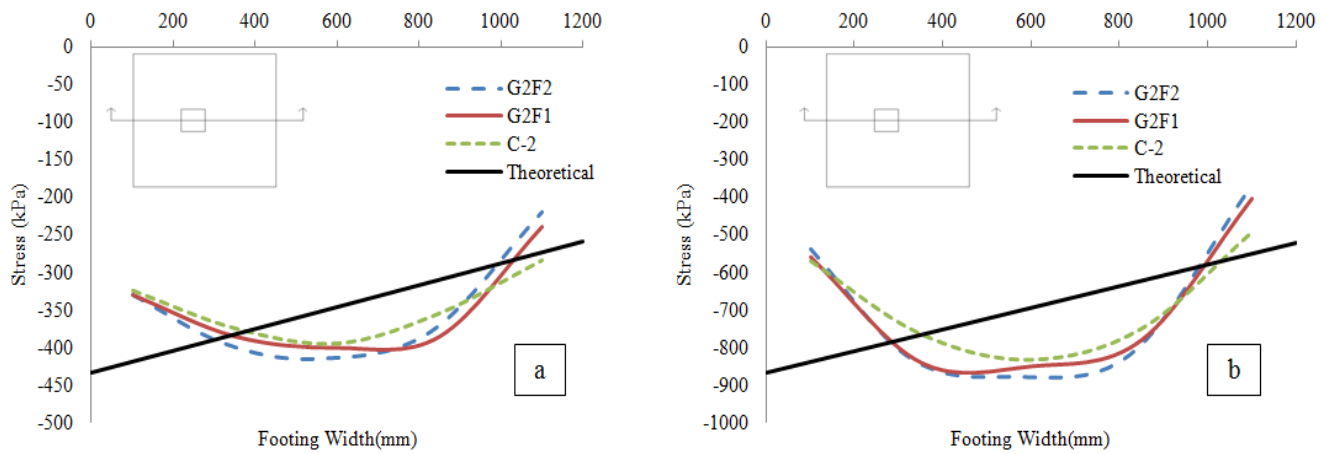 0 200 400 600 800 1000 1200
0
-50
-100
-150
-200
-250
-300
-350
-400
-450
-500
Stress (kPa)
G2F2
G2F1
C-2
Theoretical
a
Footing Width(mm)
0 200 400 600 800 1000 1200
0
-100
-200
-300
-400
-500
-600
-700
-800
-900
-1000
Stress (kPa)
G2F2
G2F1
C-2
Theoretical
b
Footing Width(mm)